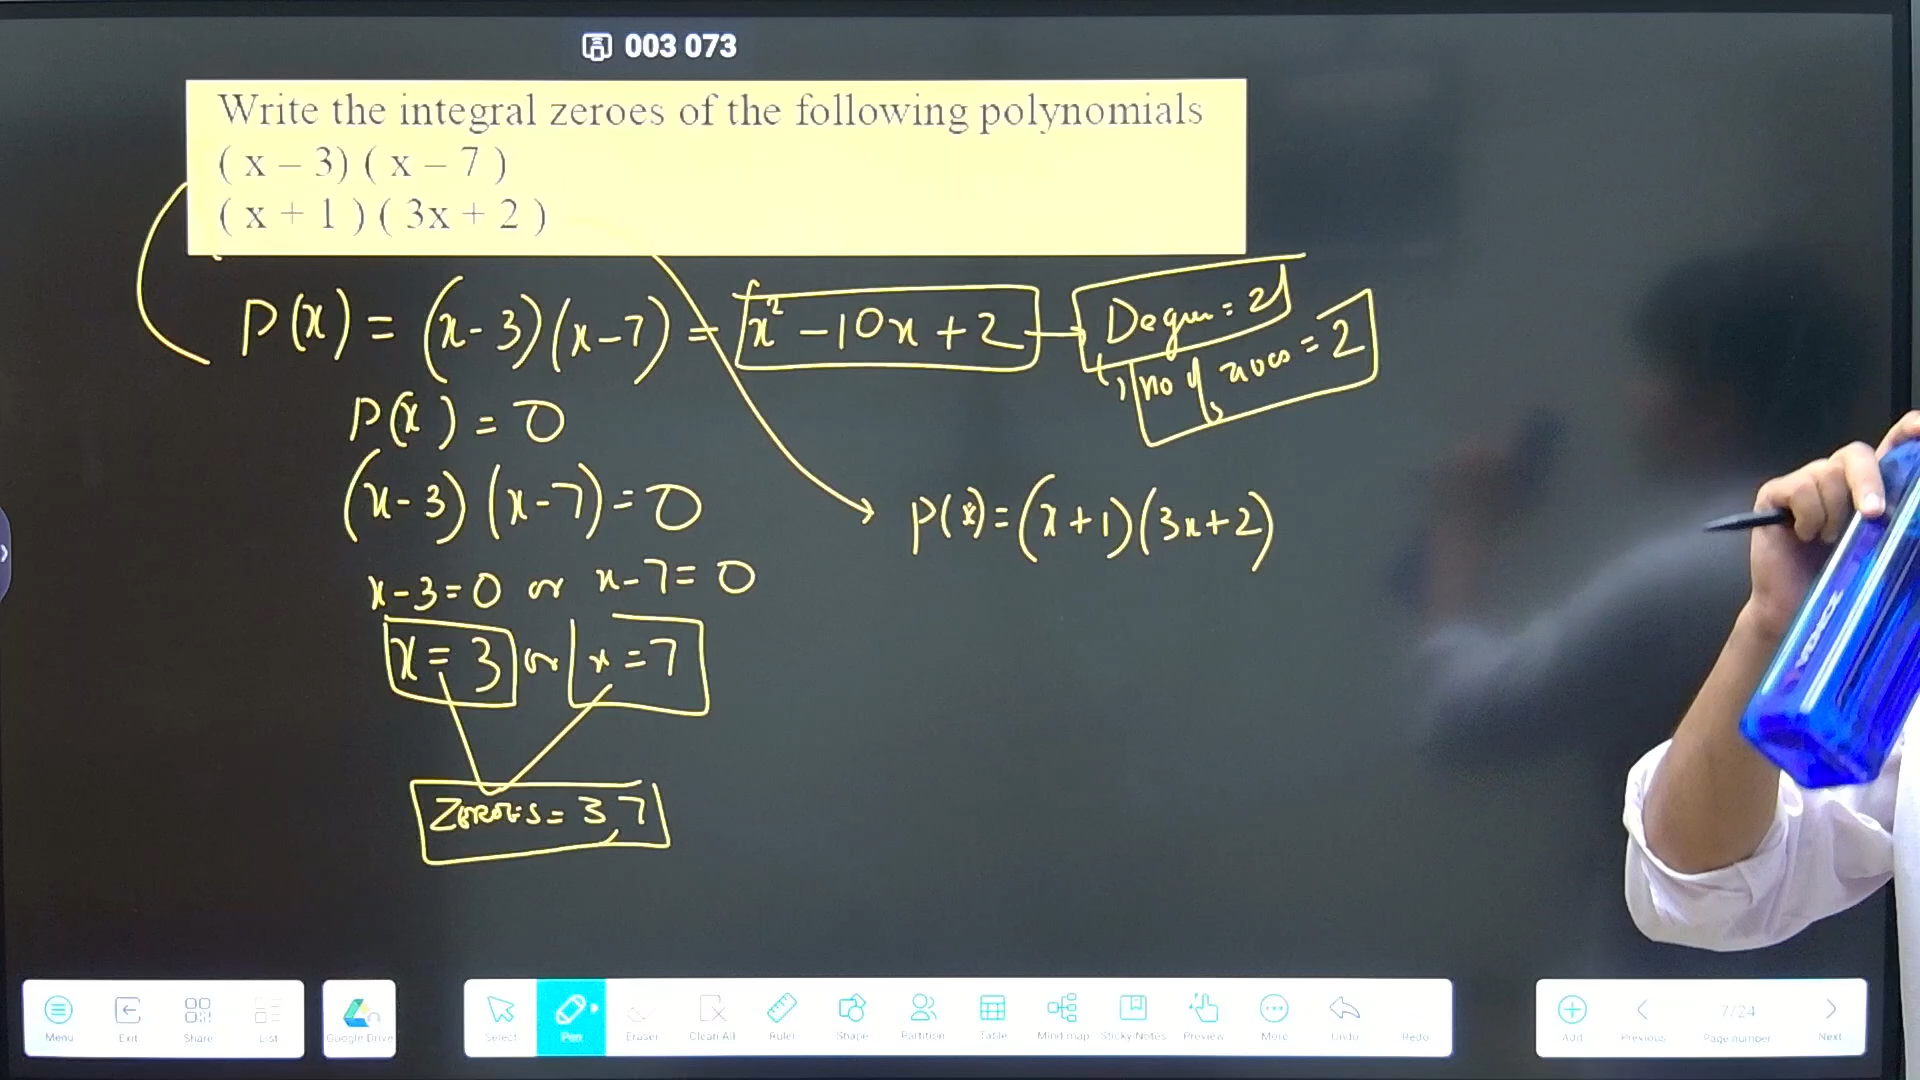 003 073
Write the integral zeroes of the following polynomials
( x – 3) ( x – 7 )
( x + 1 ) ( 3x + 2 )
P(x) = (x-3)(x-7) = x² -10x +2
Degree = 2
no of zeroes = 2
P(x) = 0
(x-3) (x-7) = 0
P(x) = (x+1)(3x+2)
x-3=0 or x-7=0
x=3 or x=7
Zeroes = 3,7
Menu Exit Share List Google Drive Select Pen Eraser Clean All Ruler Shape Partition Table Mind map Sticky Notes Preview More Undo Redo Add Previous Page number Next
7/24